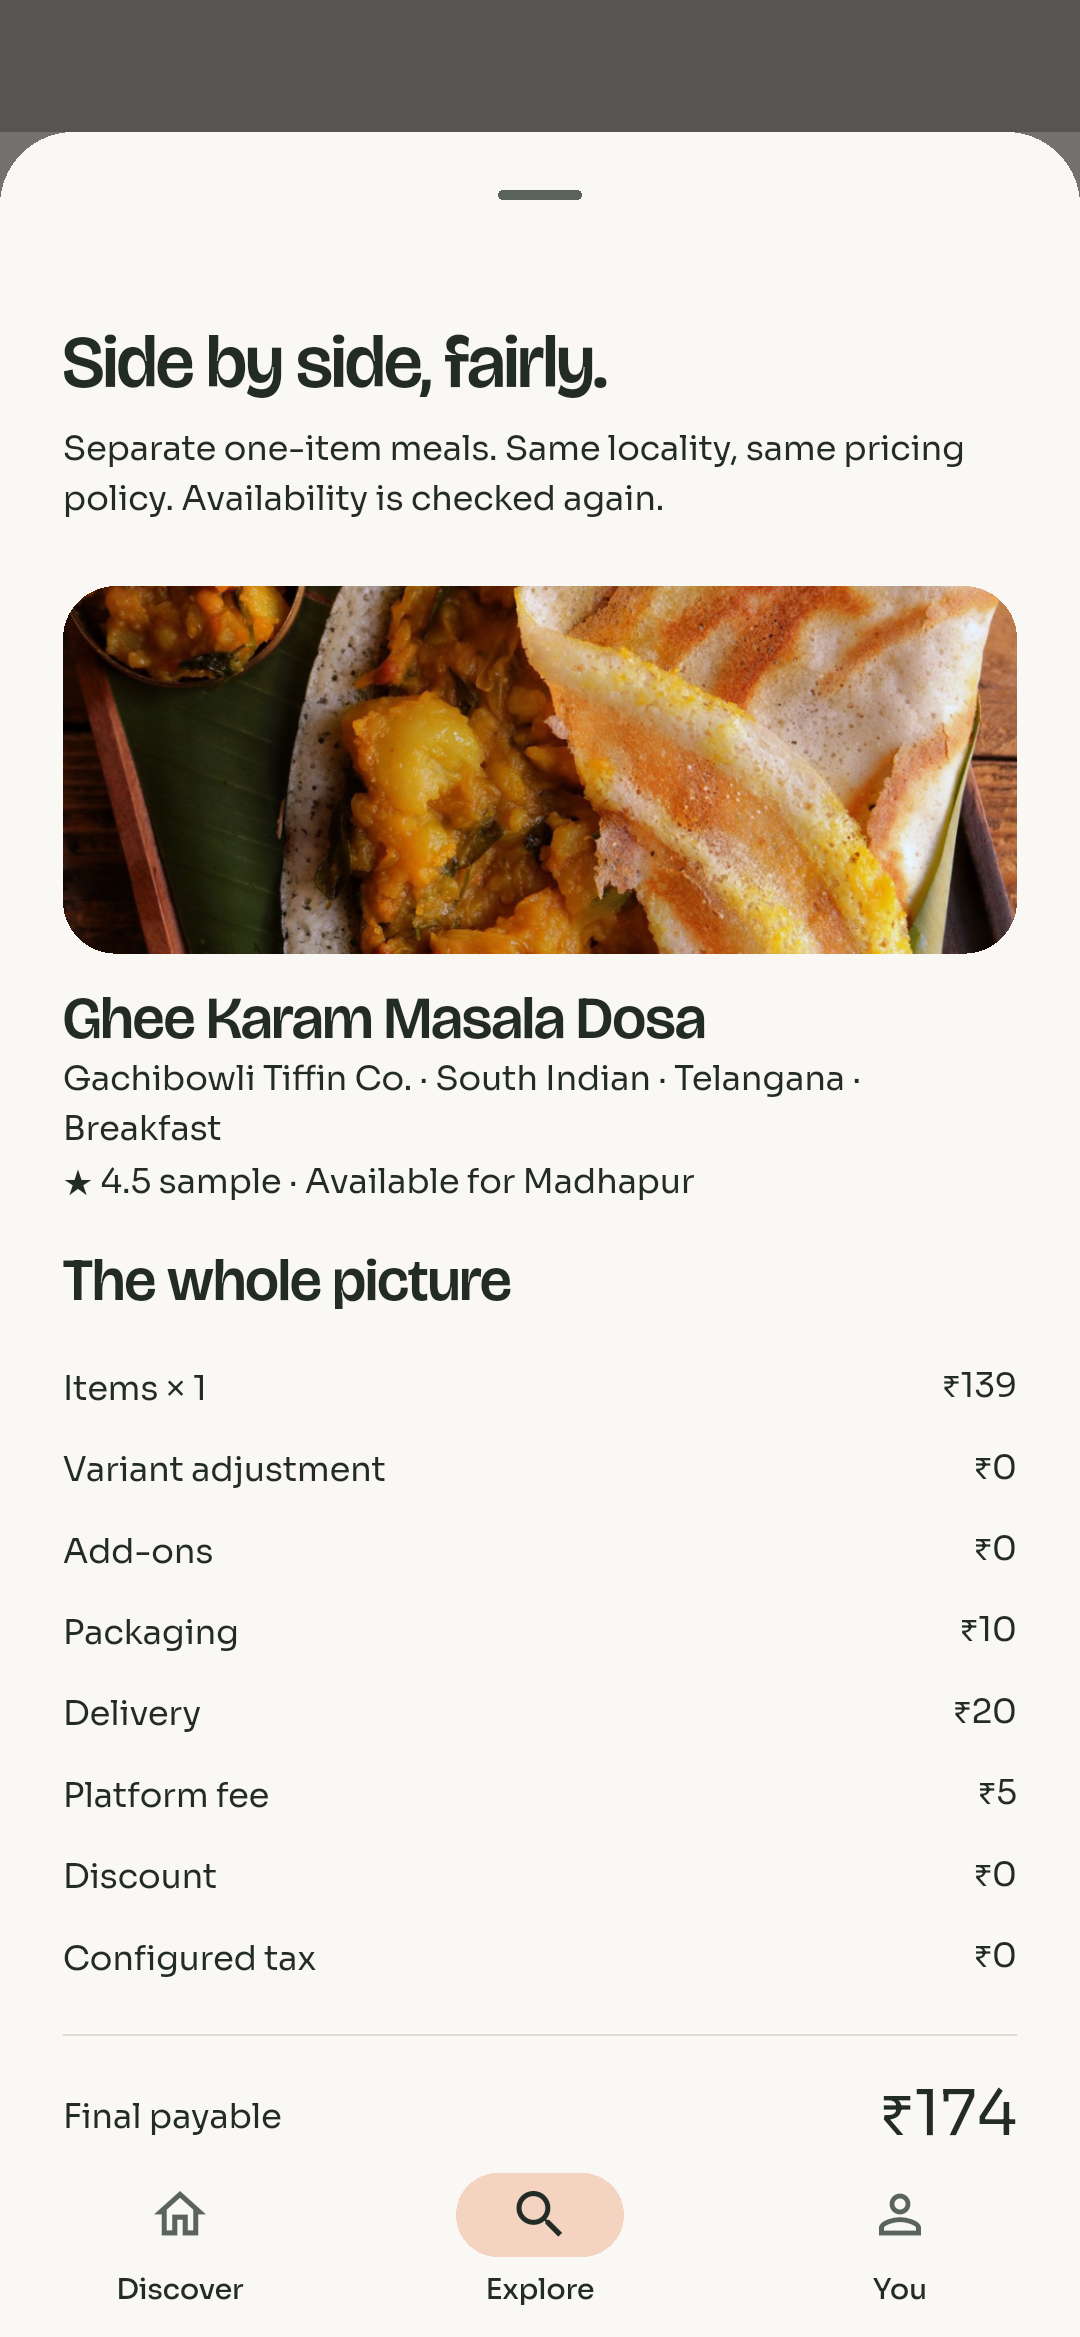 Side by side, fairly.
Separate one-item meals. Same locality, same pricing
policy. Availability is checked again.
Ghee Karam Masala Dosa
Gachibowli Tiffin Co. · South Indian · Telangana ·
Breakfast
★ 4.5 sample · Available for Madhapur
The whole picture
Items × 1 ₹139
Variant adjustment ₹0
Add-ons ₹0
Packaging ₹10
Delivery ₹20
Platform fee ₹5
Discount ₹0
Configured tax ₹0
Final payable ₹174
Discover Explore You